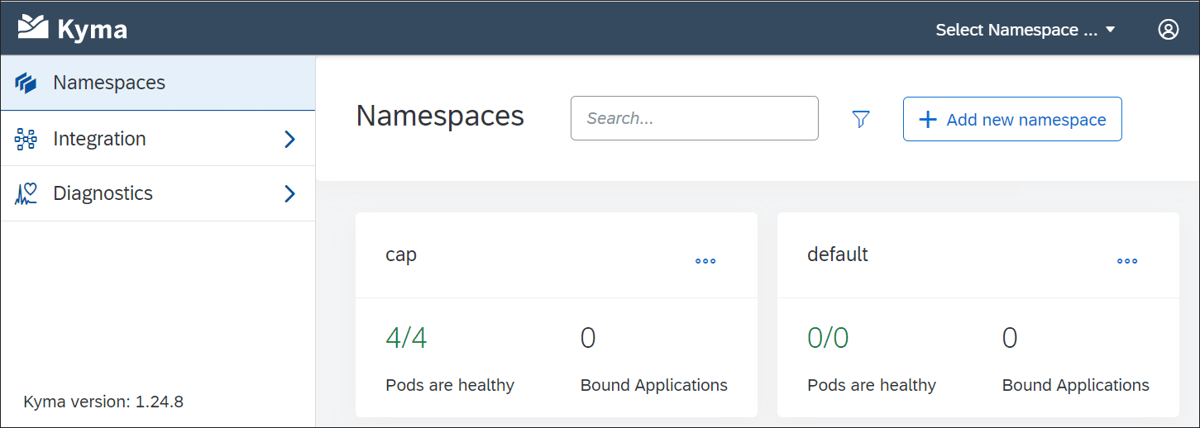 Kyma
Select Namespace ...
Namespaces
Integration
Diagnostics
Kyma version: 1.24.8
Namespaces
Search...
Add new namespace
cap
4/4
0
Pods are healthy
Bound Applications
default
0/0
0
Pods are healthy
Bound Applications